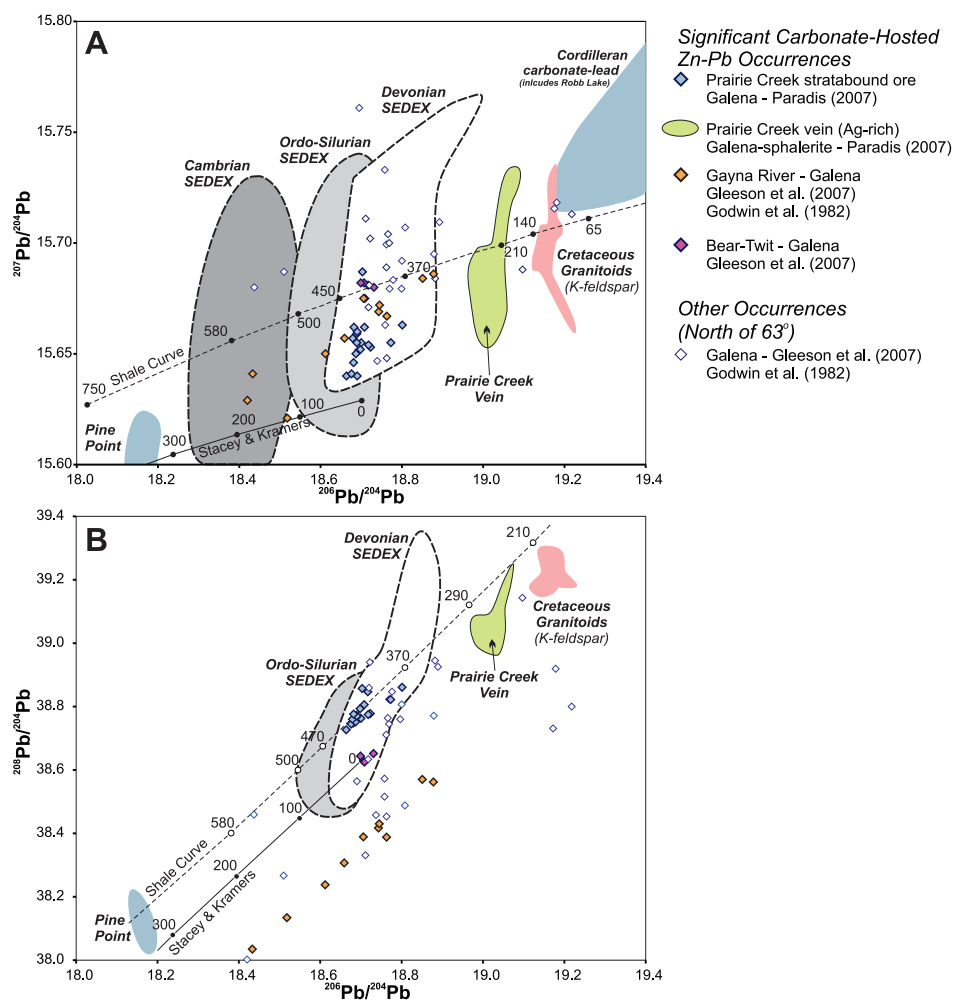 A
15.80
15.75
15.70
15.65
15.60
²⁰⁷Pb/²⁰⁴Pb
18.0
18.2
18.4
18.6
18.8
19.0
19.2
19.4
²⁰⁶Pb/²⁰⁴Pb
Cordilleran
carbonate-lead
(inlcudes Robb Lake)
Devonian
SEDEX
Ordo-Silurian
SEDEX
Cambrian
SEDEX
750
Shale Curve
580
500
450
370
210
140
65
Cretaceous
Granitoids
(K-feldspar)
Prairie Creek
Vein
Pine
Point
300
200
Stacey & Kramers
100
0
B
39.4
39.2
39.0
38.8
38.6
38.4
38.2
38.0
²⁰⁸Pb/²⁰⁴Pb
18.0
18.2
18.4
18.6
18.8
19.0
19.2
19.4
²⁰⁶Pb/²⁰⁴Pb
Devonian
SEDEX
210
290
370
Cretaceous
Granitoids
(K-feldspar)
Prairie Creek
Vein
Ordo-Silurian
SEDEX
470
500
0
100
580
Shale Curve
200
Stacey & Kramers
300
Pine
Point
Significant Carbonate-Hosted
Zn-Pb Occurrences
Prairie Creek stratabound ore
Galena - Paradis (2007)
Prairie Creek vein (Ag-rich)
Galena-sphalerite - Paradis (2007)
Gayna River - Galena
Gleeson et al. (2007)
Godwin et al. (1982)
Bear-Twit - Galena
Gleeson et al. (2007)
Other Occurrences
(North of 63°)
Galena - Gleeson et al. (2007)
Godwin et al. (1982)